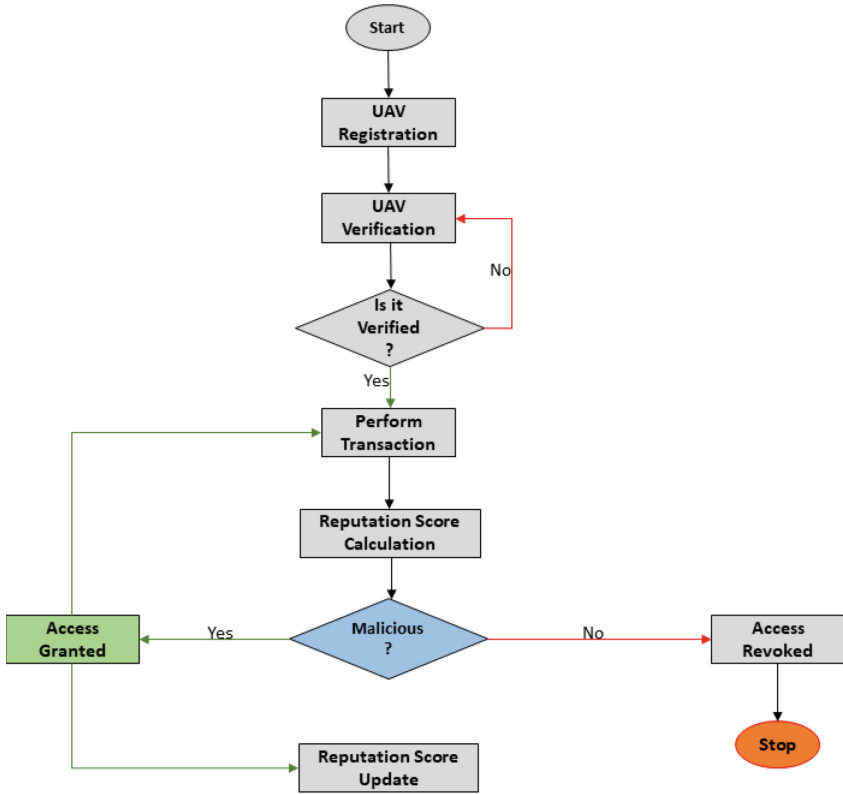 Start
UAV
Registration
UAV
Verification
No
Is it
Verified
?
Yes
Perform
Transaction
Reputation Score
Calculation
Access
Granted
Yes
Malicious
?
No
Access
Revoked
Stop
Reputation Score
Update